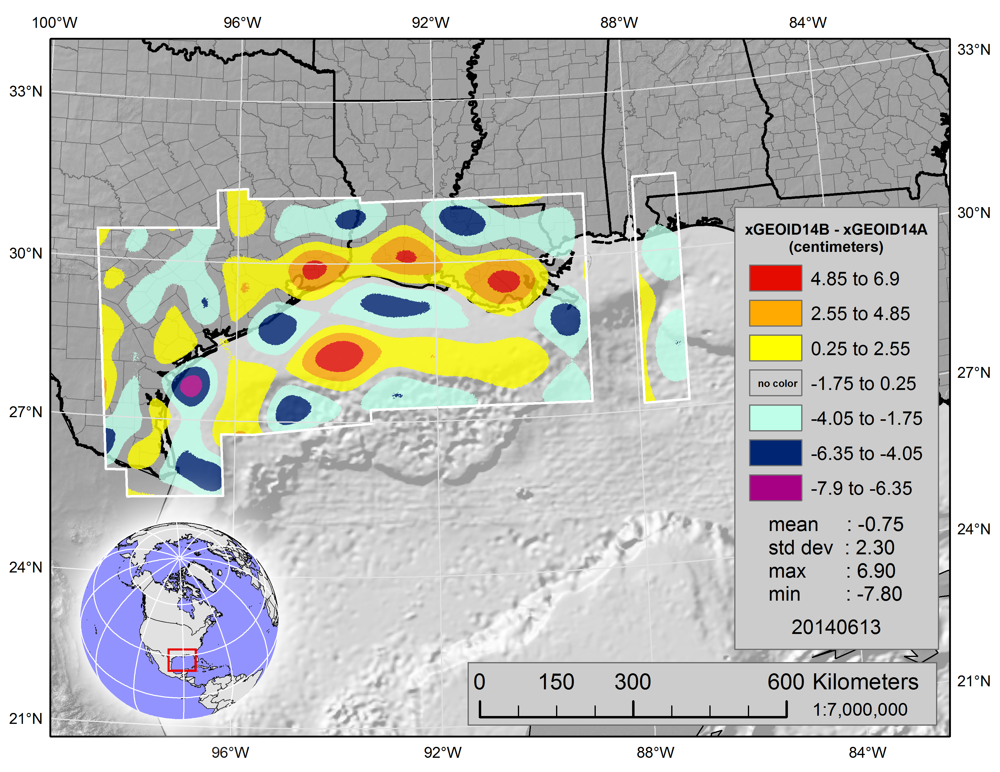 100°W 96°W 92°W 88°W 84°W
33°N
33°N
30°N
30°N
27°N
27°N
24°N
24°N
21°N
21°N
xGEOID14B - xGEOID14A
(centimeters)
4.85 to 6.9
2.55 to 4.85
0.25 to 2.55
no color -1.75 to 0.25
-4.05 to -1.75
-6.35 to -4.05
-7.9 to -6.35
mean : -0.75
std dev : 2.30
max : 6.90
min : -7.80
20140613
0 150 300 600 Kilometers
1:7,000,000
96°W 92°W 88°W 84°W